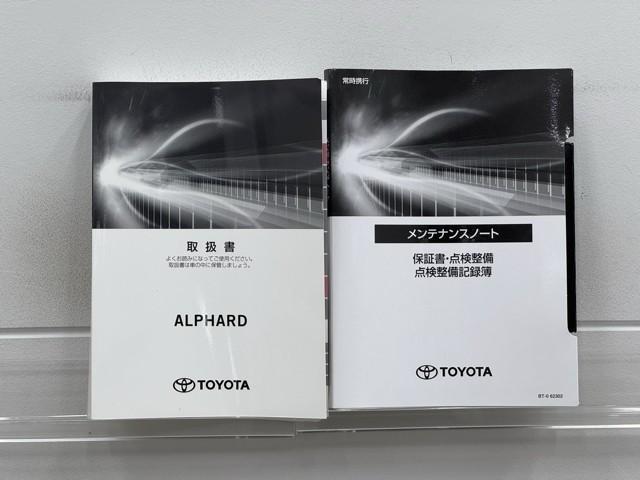 取扱書
よくお読みになってご使用ください。
取扱書は車の中に保管しましょう。
ALPHARD
TOYOTA
常時携行
メンテナンスノート
保証書・点検整備
点検整備記録簿
TOYOTA
BT-0 62302